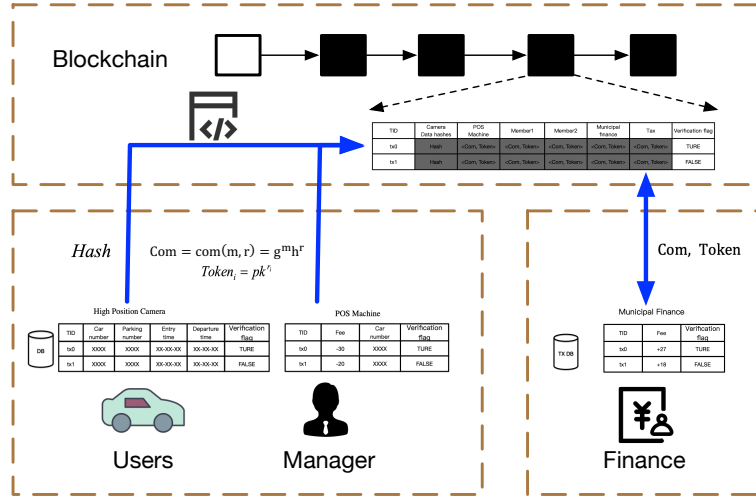 Blockchain
</>
TID Camera Data hashes POS Machine Member1 Member2 Municipal finance Tax Verification flag
tx0 Hash <Com, Token> <Com, Token> <Com, Token> <Com, Token> <Com, Token> TURE
tx1 Hash <Com, Token> <Com, Token> <Com, Token> <Com, Token> <Com, Token> FALSE
Hash
Com = com(m, r) = gᵐhʳ
Tokenᵢ = pk^{rᵢ}
Com, Token
High Position Camera
DB
TID Car number Parking number Entry time Departure time Verification flag
tx0 XXXX XXXX XX-XX-XX XX-XX-XX TURE
tx1 XXXX XXXX XX-XX-XX XX-XX-XX FALSE
POS Machine
TID Fee Car number Verification flag
tx0 -30 XXXX TURE
tx1 -20 XXXX FALSE
Municipal Finance
TX DB
TID Fee Verification flag
tx0 +27 TURE
tx1 +18 FALSE
¥
Users
Manager
Finance